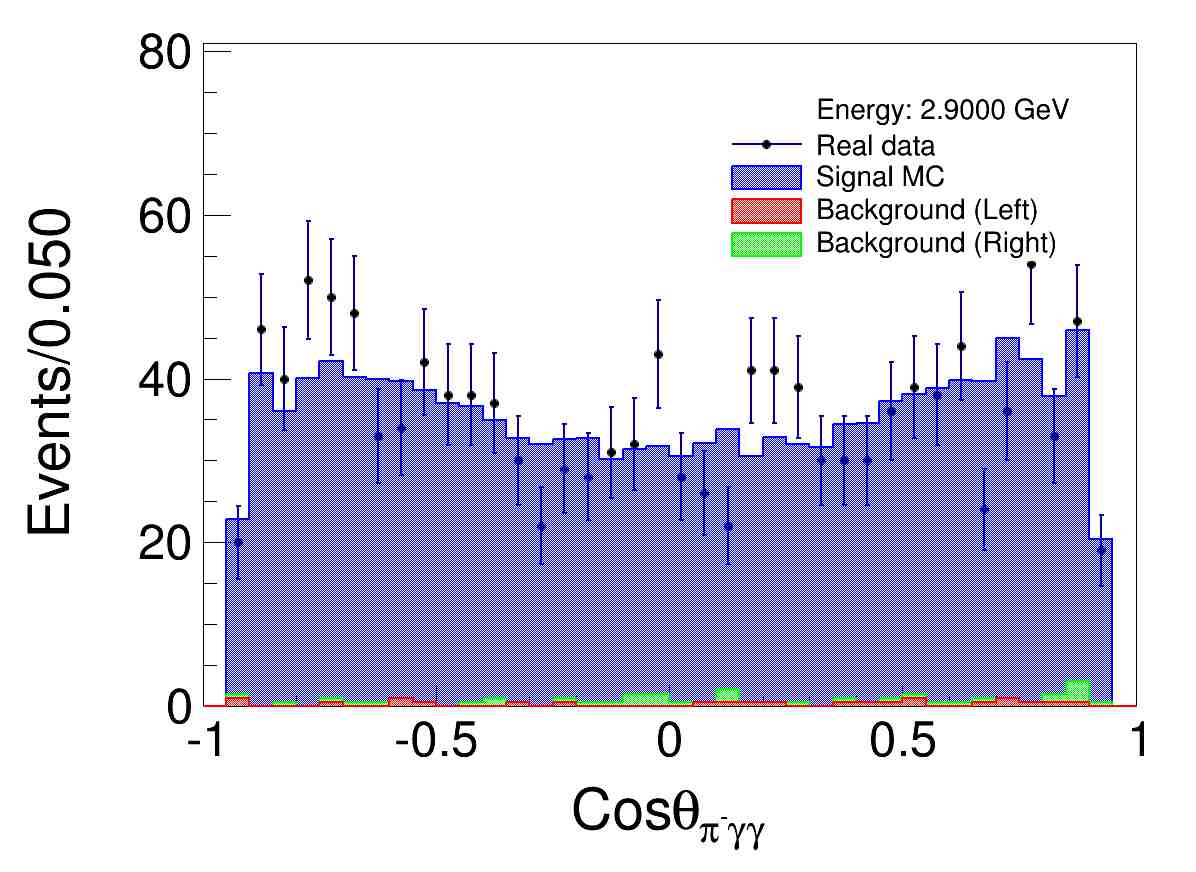 80
60
40
20
0
-1
-0.5
0
0.5
1
Events/0.050
Cosθπ-γγ
Energy: 2.9000 GeV
Real data
Signal MC
Background (Left)
Background (Right)